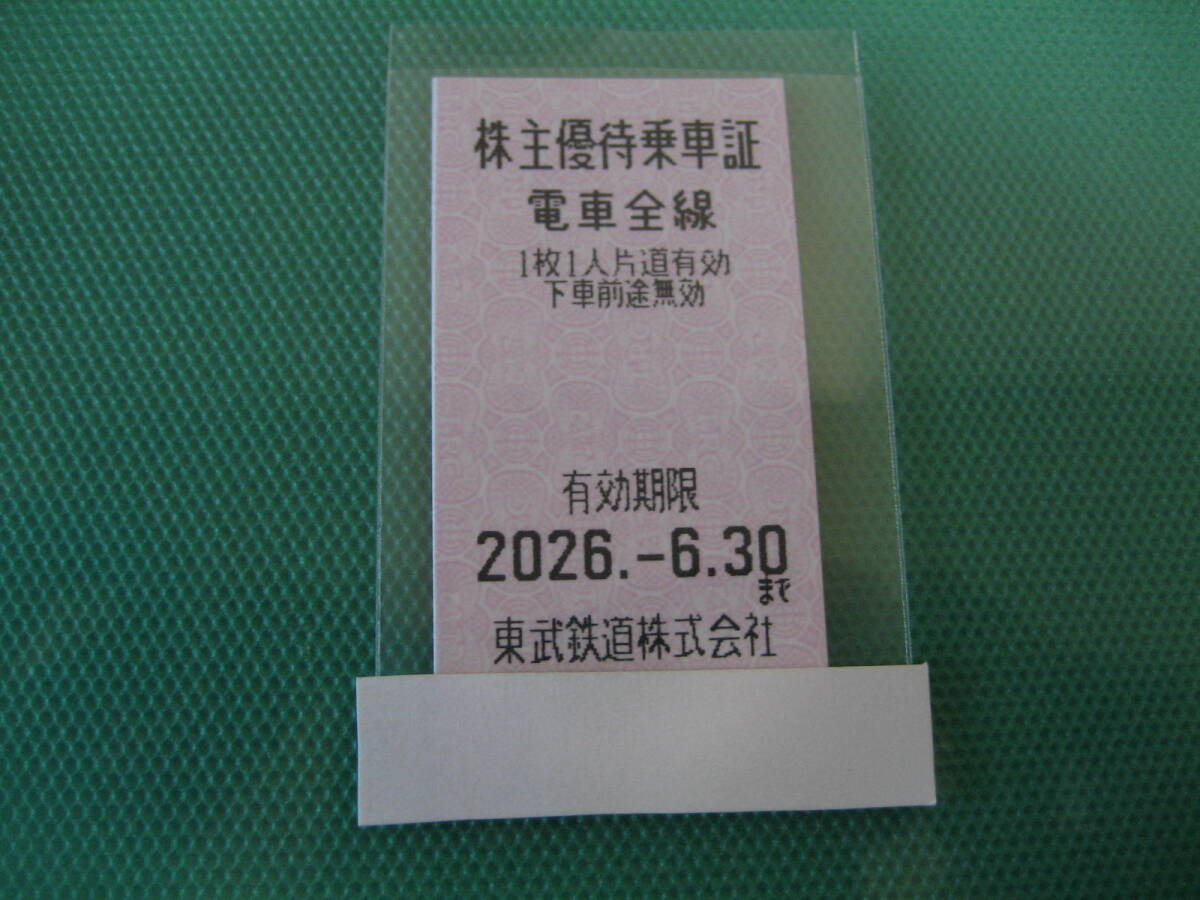 株主優待乗車証
電車全線
1枚1人片道有効
下車前途無効
有効期限
2026.-6.30
まで
東武鉄道株式会社